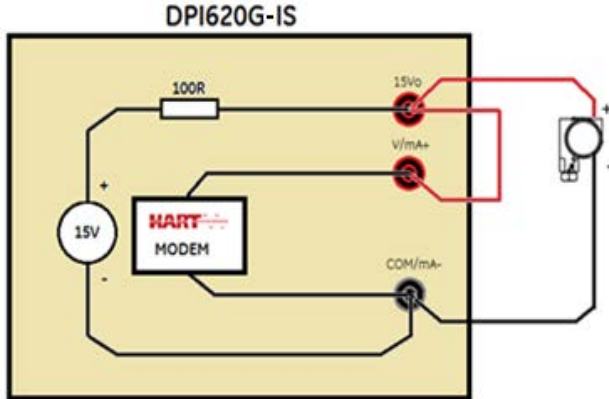 DPI620G-IS
100R
15Vo
V/mA+
+
+
15V
HART
MODEM
-
-
COM/mA-